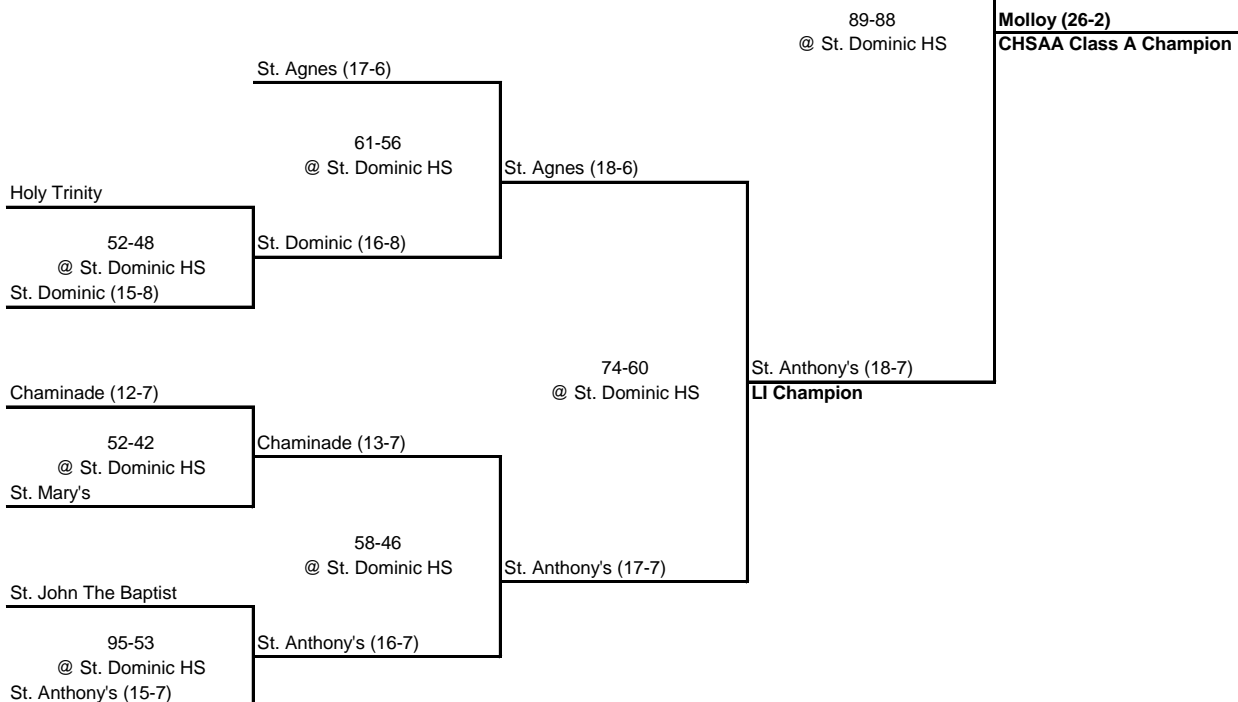 89-88
@ St. Dominic HS
Molloy (26-2)
CHSAA Class A Champion
St. Agnes (17-6)
61-56
@ St. Dominic HS
St. Agnes (18-6)
Holy Trinity
52-48
@ St. Dominic HS
St. Dominic (16-8)
St. Dominic (15-8)
74-60
@ St. Dominic HS
St. Anthony's (18-7)
LI Champion
Chaminade (12-7)
52-42
@ St. Dominic HS
Chaminade (13-7)
St. Mary's
58-46
@ St. Dominic HS
St. Anthony's (17-7)
St. John The Baptist
95-53
@ St. Dominic HS
St. Anthony's (16-7)
St. Anthony's (15-7)